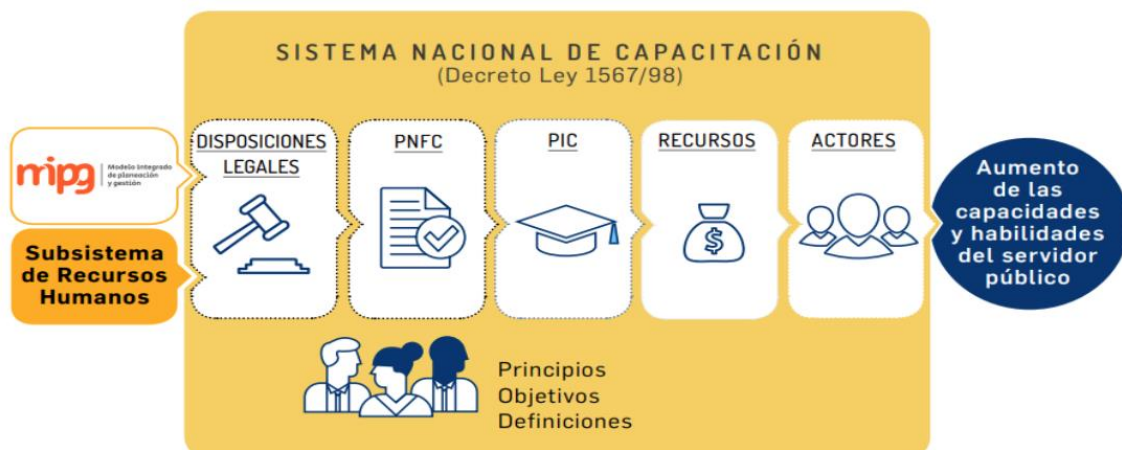 SISTEMA NACIONAL DE CAPACITACIÓN
(Decreto Ley 1567/98)
mipg
Modelo integrado
de planeación
y gestión
Subsistema
de Recursos
Humanos
DISPOSICIONES
LEGALES
PNFC
PIC
RECURSOS
$
ACTORES
Aumento
de las
capacidades
y habilidades
del servidor
público
Principios
Objetivos
Definiciones